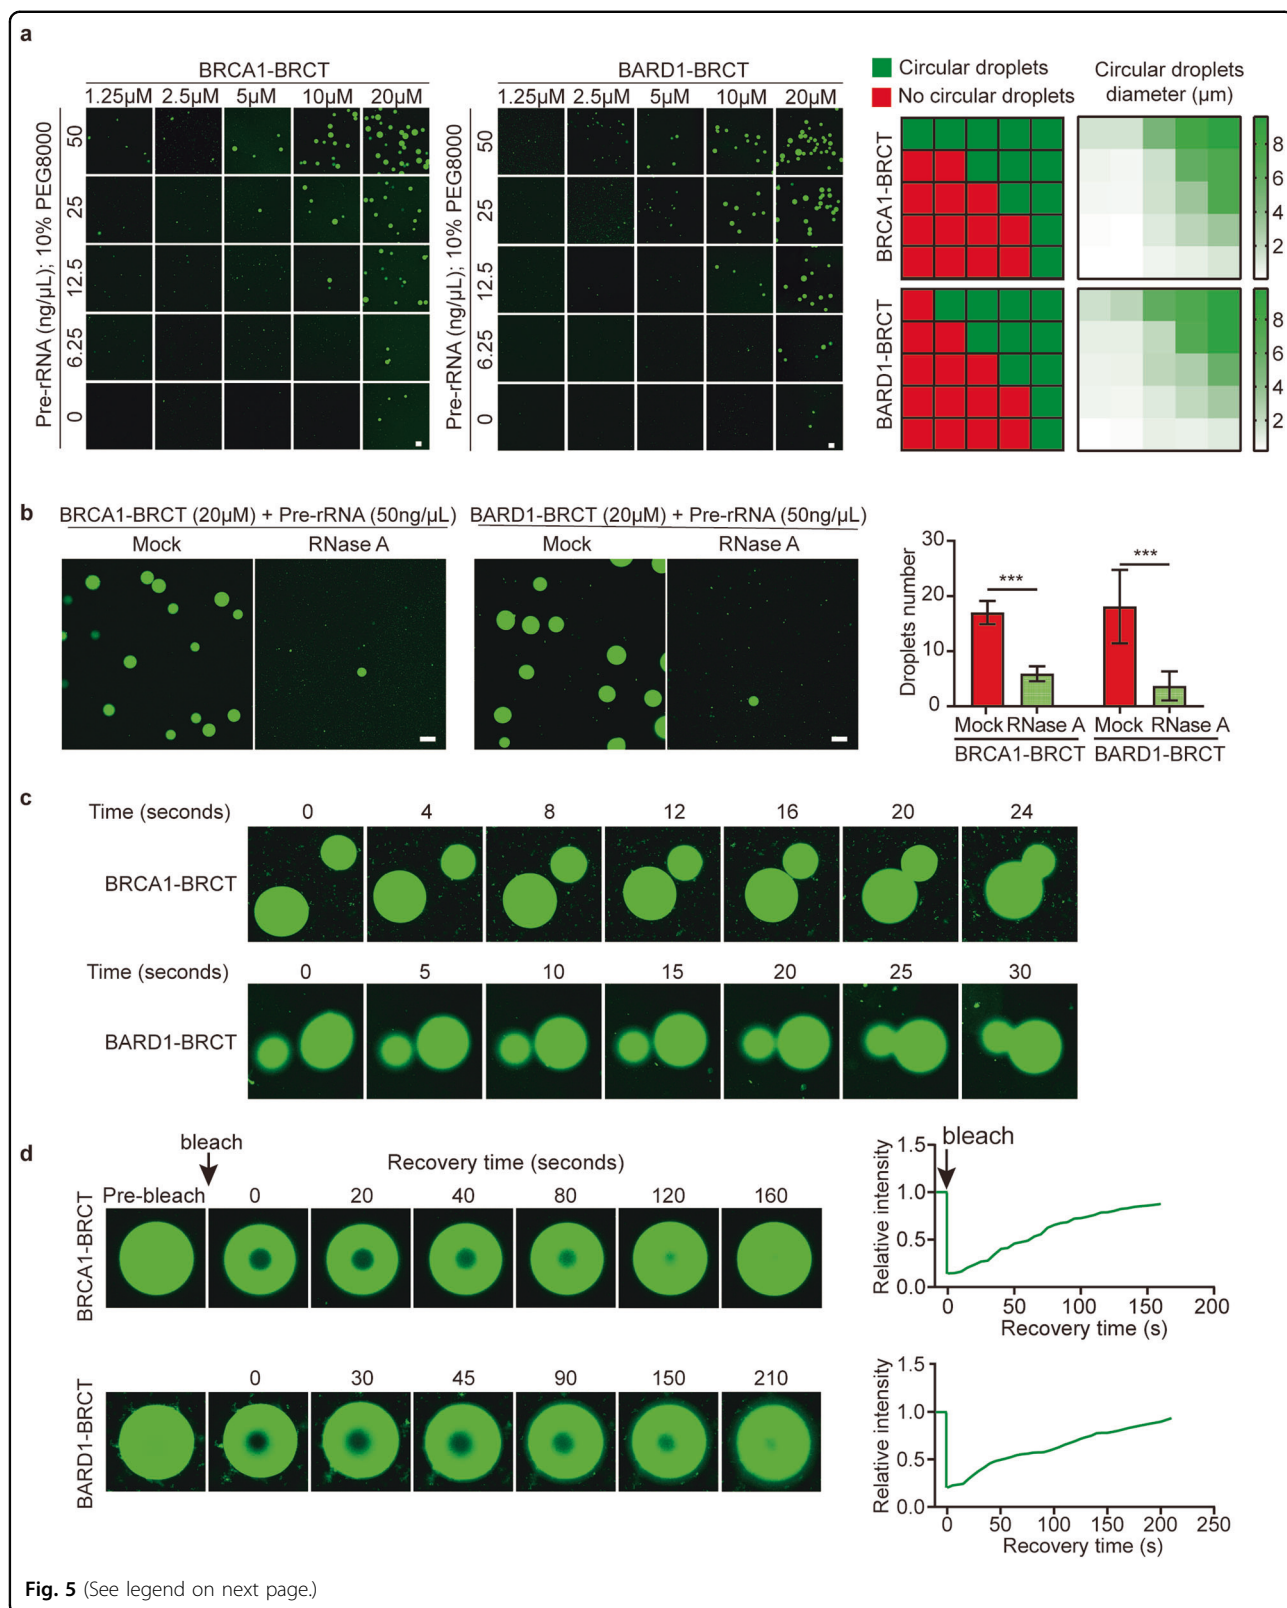 a
BRCA1-BRCT
1.25µM 2.5µM 5µM 10µM 20µM
Pre-rRNA (ng/µL); 10% PEG8000
50
25
12.5
6.25
0
BARD1-BRCT
1.25µM 2.5µM 5µM 10µM 20µM
Pre-rRNA (ng/µL); 10% PEG8000
50
25
12.5
6.25
0
Circular droplets
No circular droplets
Circular droplets
diameter (µm)
BRCA1-BRCT
8
6
4
2
BARD1-BRCT
8
6
4
2
b
BRCA1-BRCT (20µM) + Pre-rRNA (50ng/µL)
Mock RNase A
BARD1-BRCT (20µM) + Pre-rRNA (50ng/µL)
Mock RNase A
Droplets number
30
20
10
0
***
***
Mock RNase A Mock RNase A
BRCA1-BRCT BARD1-BRCT
c
Time (seconds) 0 4 8 12 16 20 24
BRCA1-BRCT
Time (seconds) 0 5 10 15 20 25 30
BARD1-BRCT
d
bleach
Recovery time (seconds)
Pre-bleach 0 20 40 80 120 160
BRCA1-BRCT
0 30 45 90 150 210
BARD1-BRCT
bleach
Relative intensity
1.5
1.0
0.5
0.0
0 50 100 150 200
Recovery time (s)
Relative intensity
1.5
1.0
0.5
0.0
0 50 100 150 200 250
Recovery time (s)
Fig. 5 (See legend on next page.)